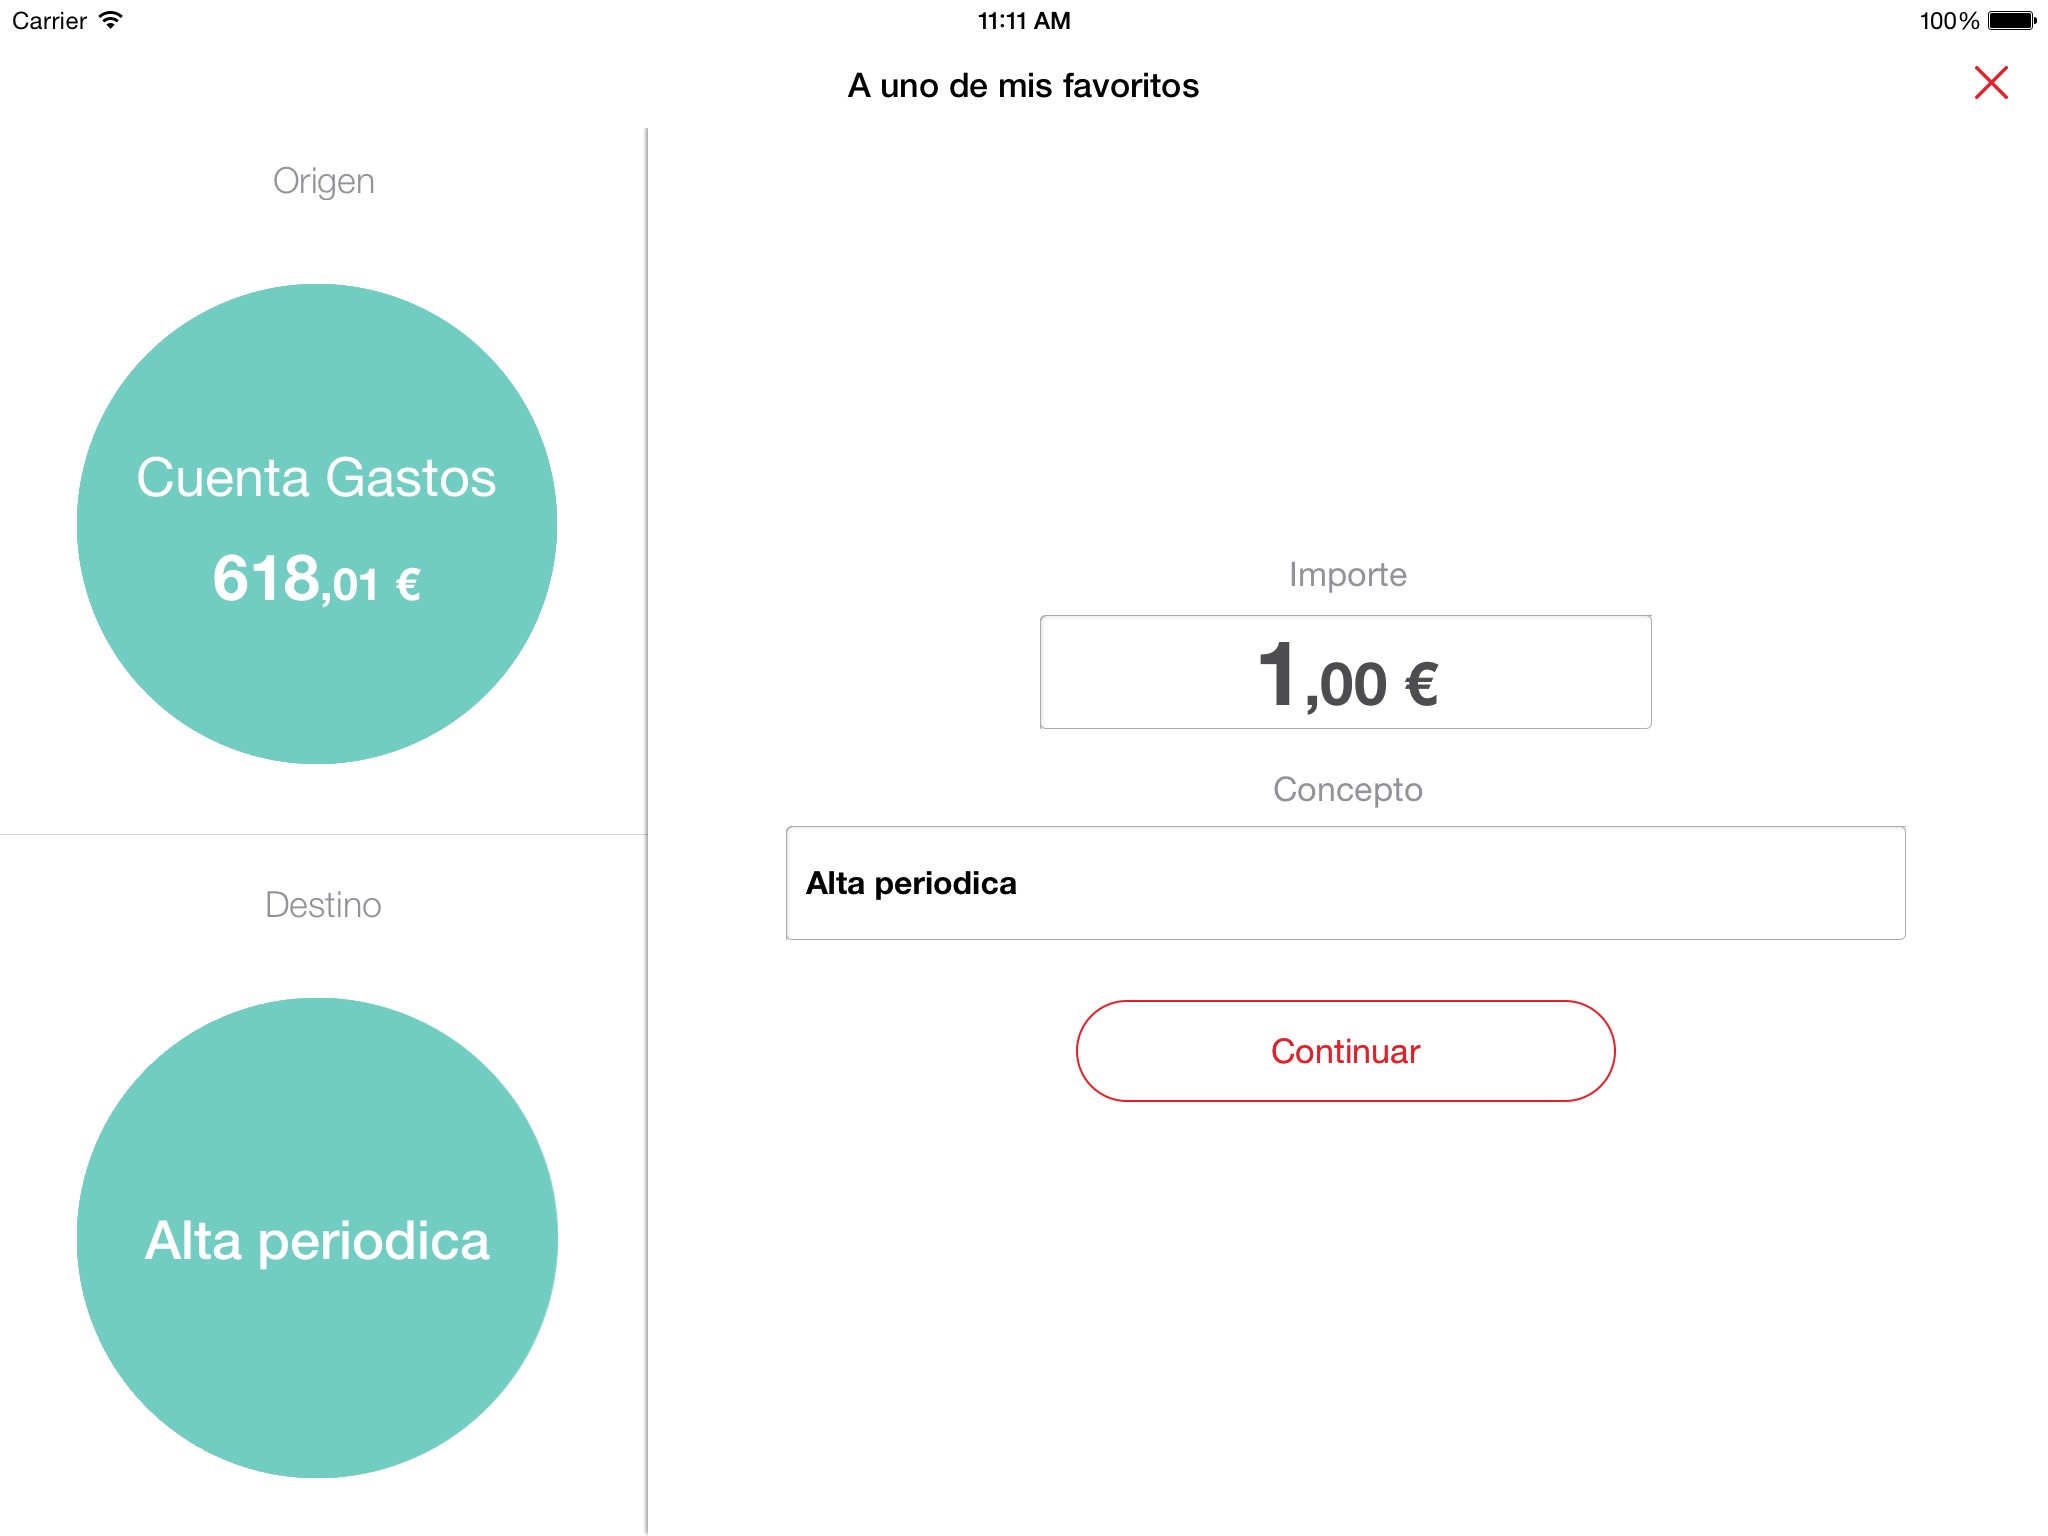 Carrier
11:11 AM
100%
A uno de mis favoritos
Origen
Cuenta Gastos
618,01 €
Destino
Alta periodica
Importe
1,00 €
Concepto
Alta periodica
Continuar